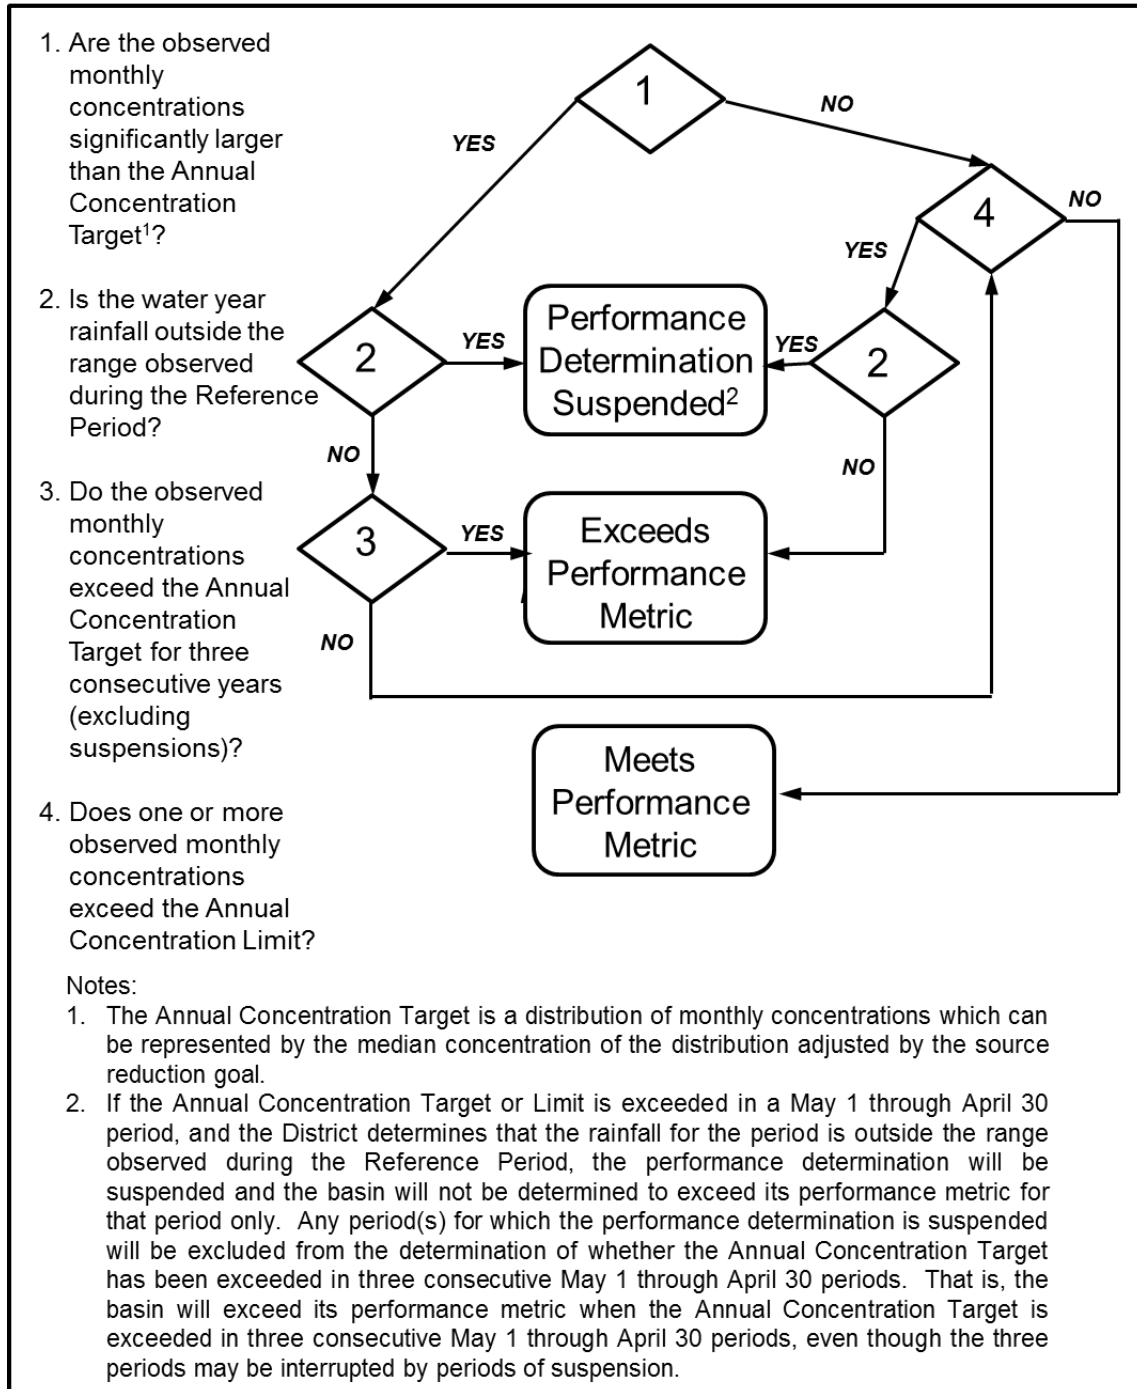 1. Are the observed
monthly
concentrations
significantly larger
than the Annual
Concentration
Target¹?
2. Is the water year
rainfall outside the
range observed
during the Reference
Period?
3. Do the observed
monthly
concentrations
exceed the Annual
Concentration
Target for three
consecutive years
(excluding
suspensions)?
4. Does one or more
observed monthly
concentrations
exceed the Annual
Concentration Limit?
1
YES
NO
4
NO
YES
2
YES
Performance
Determination
Suspended²
YES
2
NO
NO
3
YES
Exceeds
Performance
Metric
NO
Meets
Performance
Metric
Notes:
1. The Annual Concentration Target is a distribution of monthly concentrations which can
be represented by the median concentration of the distribution adjusted by the source
reduction goal.
2. If the Annual Concentration Target or Limit is exceeded in a May 1 through April 30
period, and the District determines that the rainfall for the period is outside the range
observed during the Reference Period, the performance determination will be
suspended and the basin will not be determined to exceed its performance metric for
that period only. Any period(s) for which the performance determination is suspended
will be excluded from the determination of whether the Annual Concentration Target
has been exceeded in three consecutive May 1 through April 30 periods. That is, the
basin will exceed its performance metric when the Annual Concentration Target is
exceeded in three consecutive May 1 through April 30 periods, even though the three
periods may be interrupted by periods of suspension.